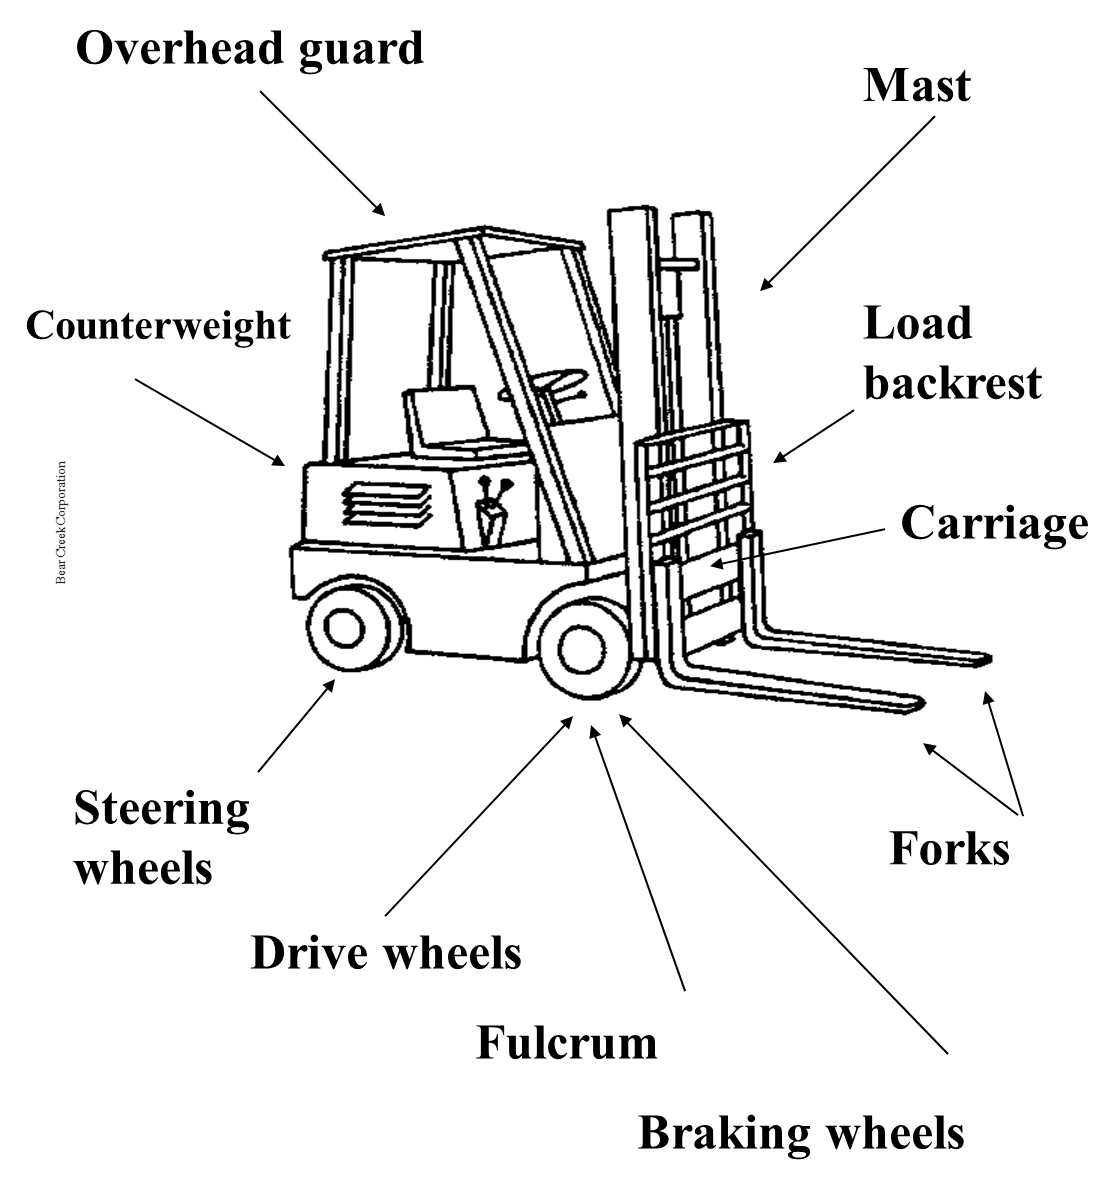 Overhead guard
Mast
Counterweight
Load
backrest
Bear Creek Corporation
Carriage
Steering
wheels
Forks
Drive wheels
Fulcrum
Braking wheels